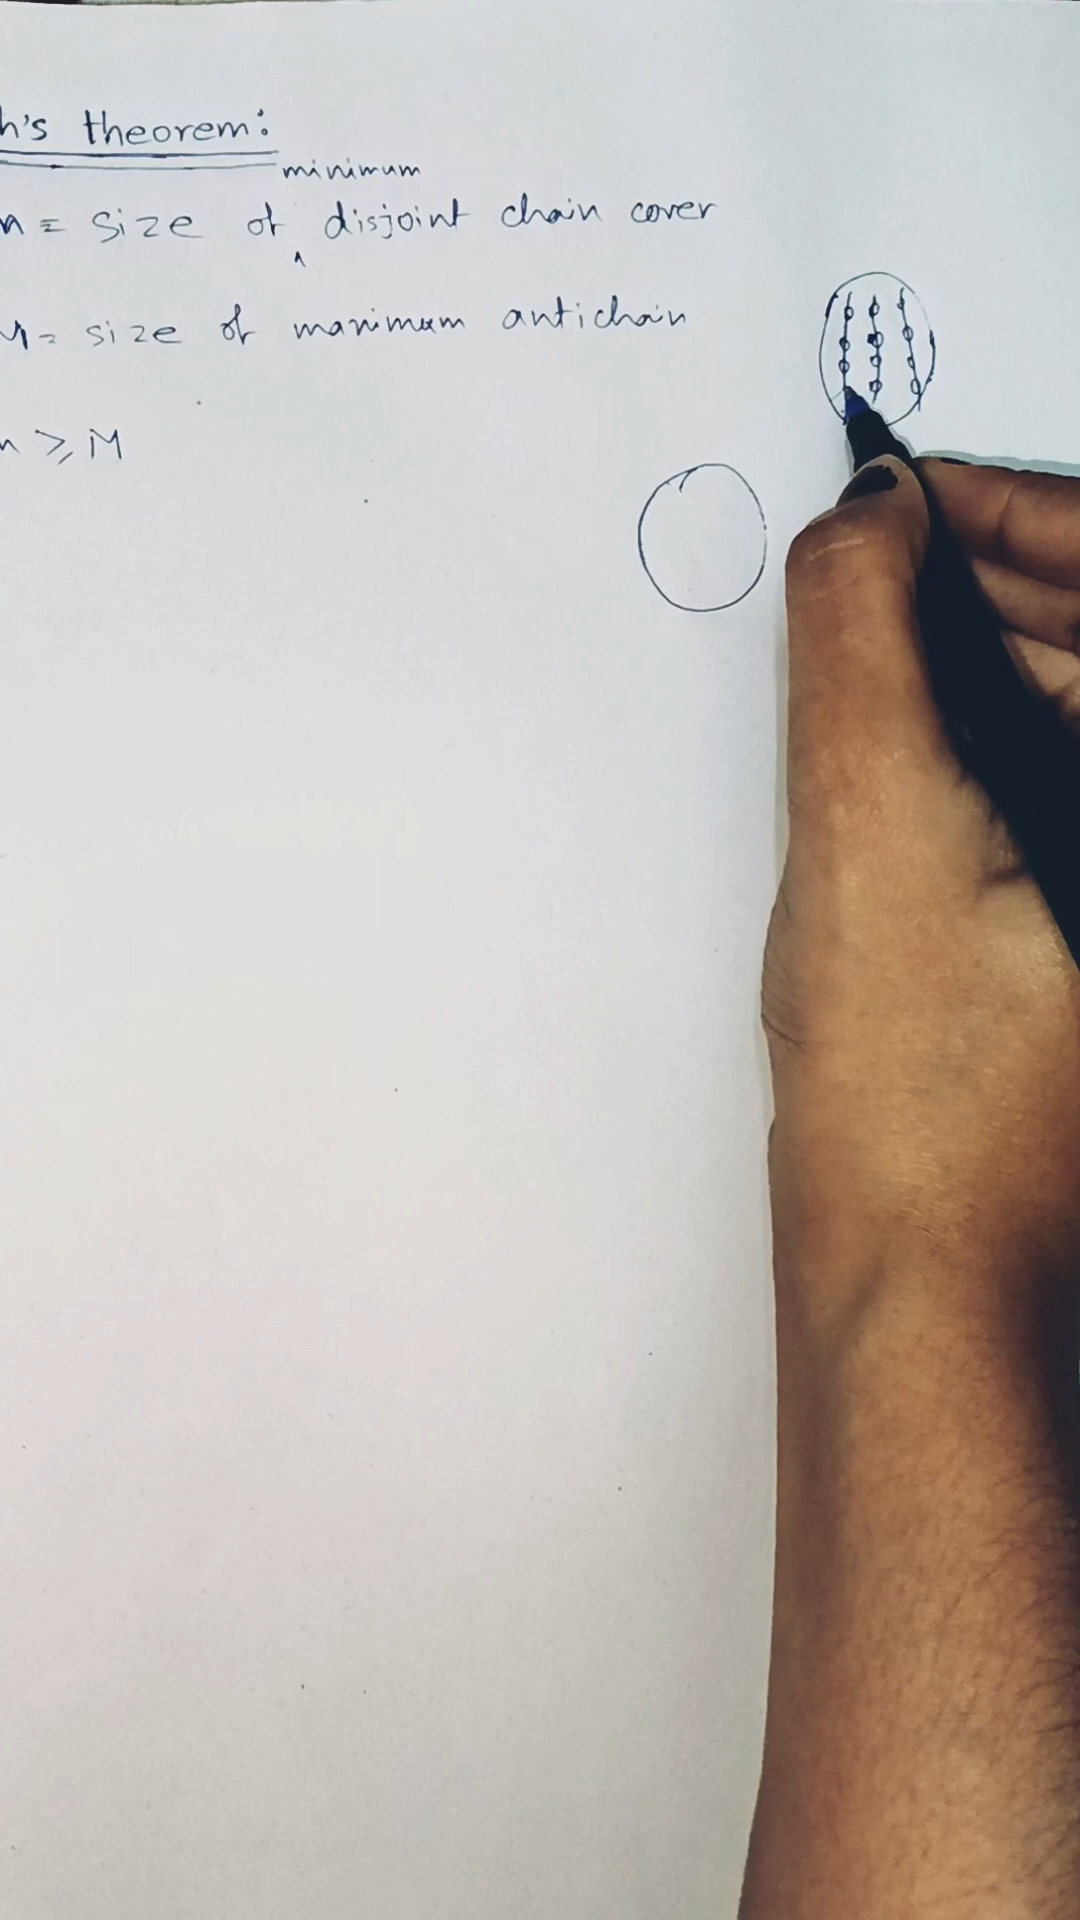 h's theorem:
minimum
m = size of ‸ disjoint chain cover
M = size of maximum antichain
m ⩾ M